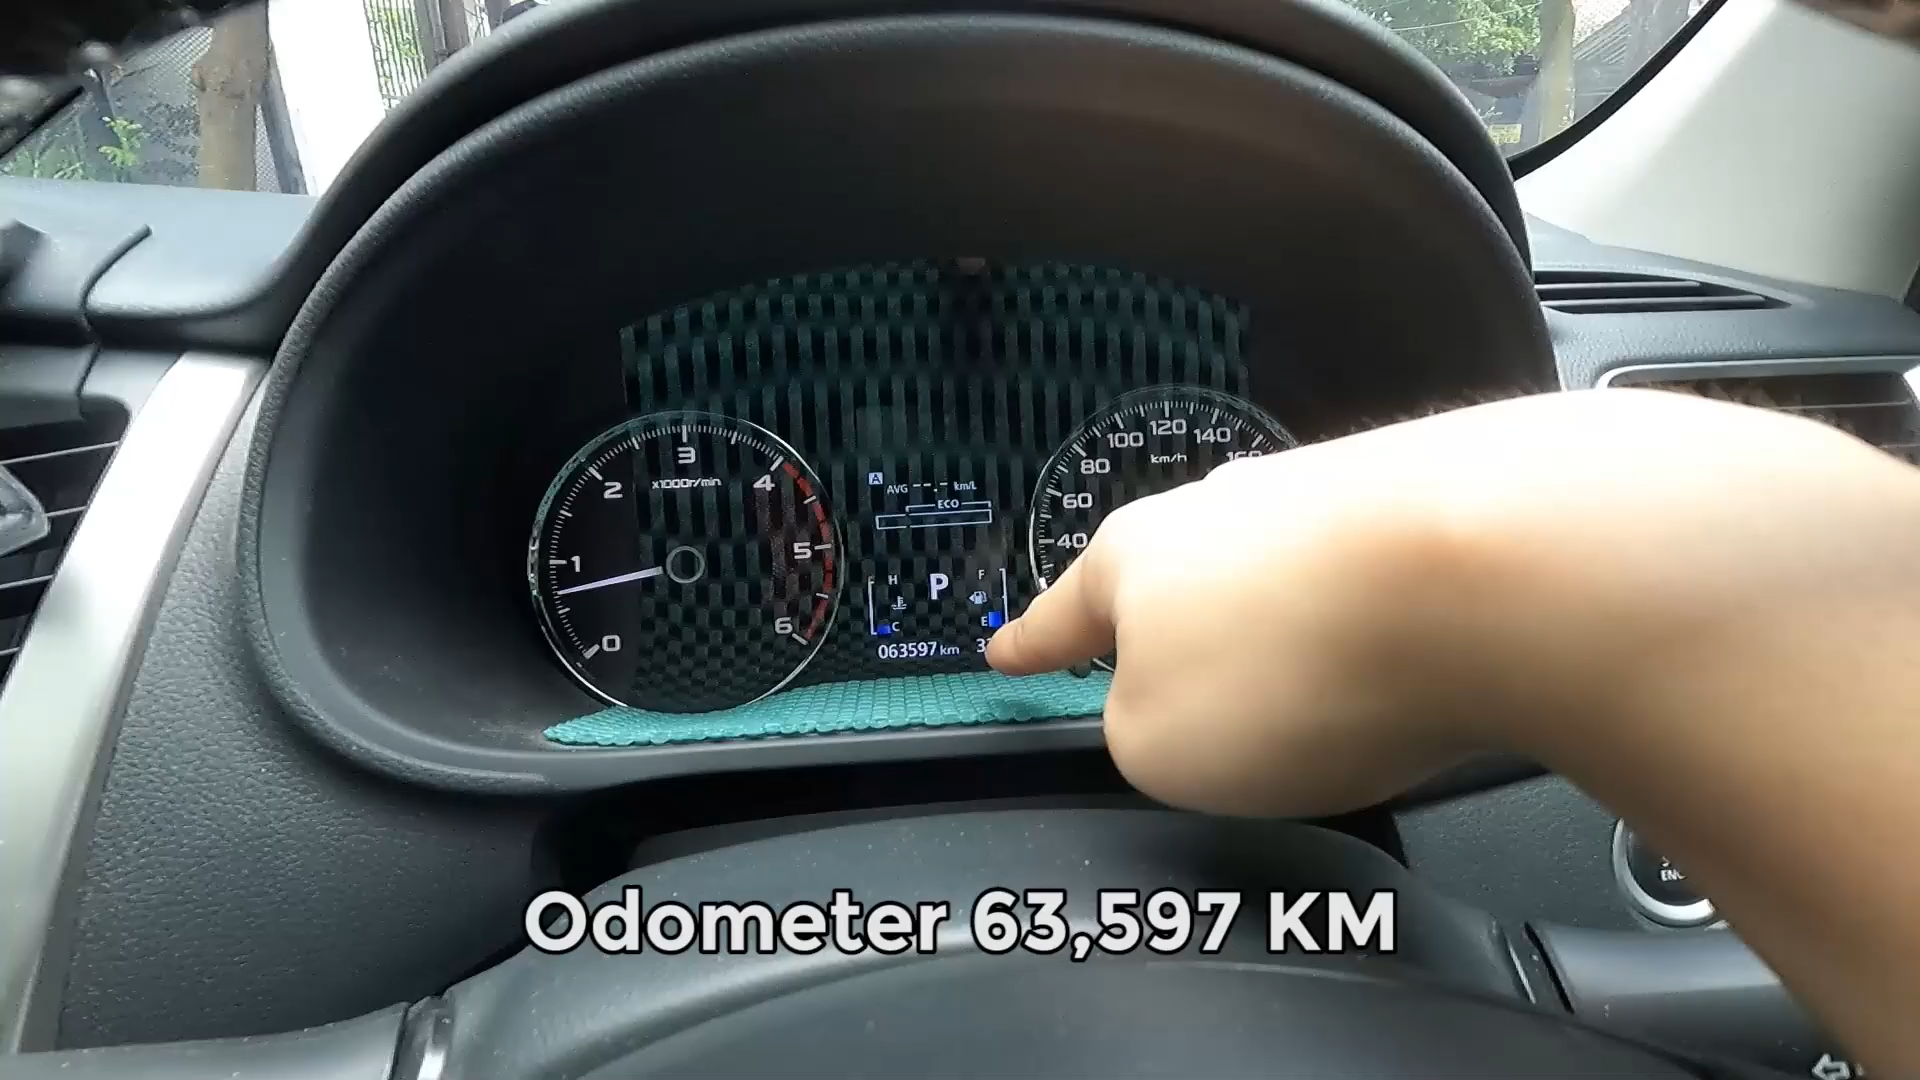 3
2 4
x1000r/min
1 5
0 6
A AVG --.- km/L
ECO
H P F
C E
063597 km
100 120 140
80 km/h
60
40
Odometer 63,597 KM